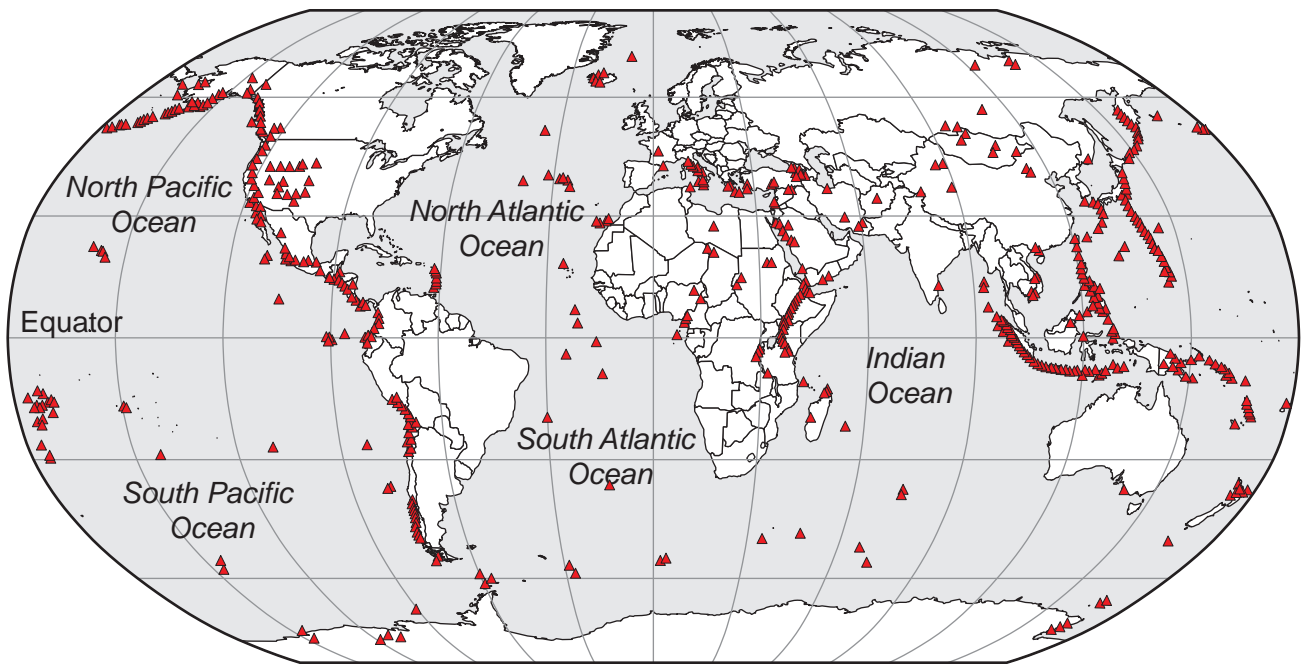 North Pacific
Ocean
North Atlantic
Ocean
Equator
Indian
Ocean
South Atlantic
Ocean
South Pacific
Ocean